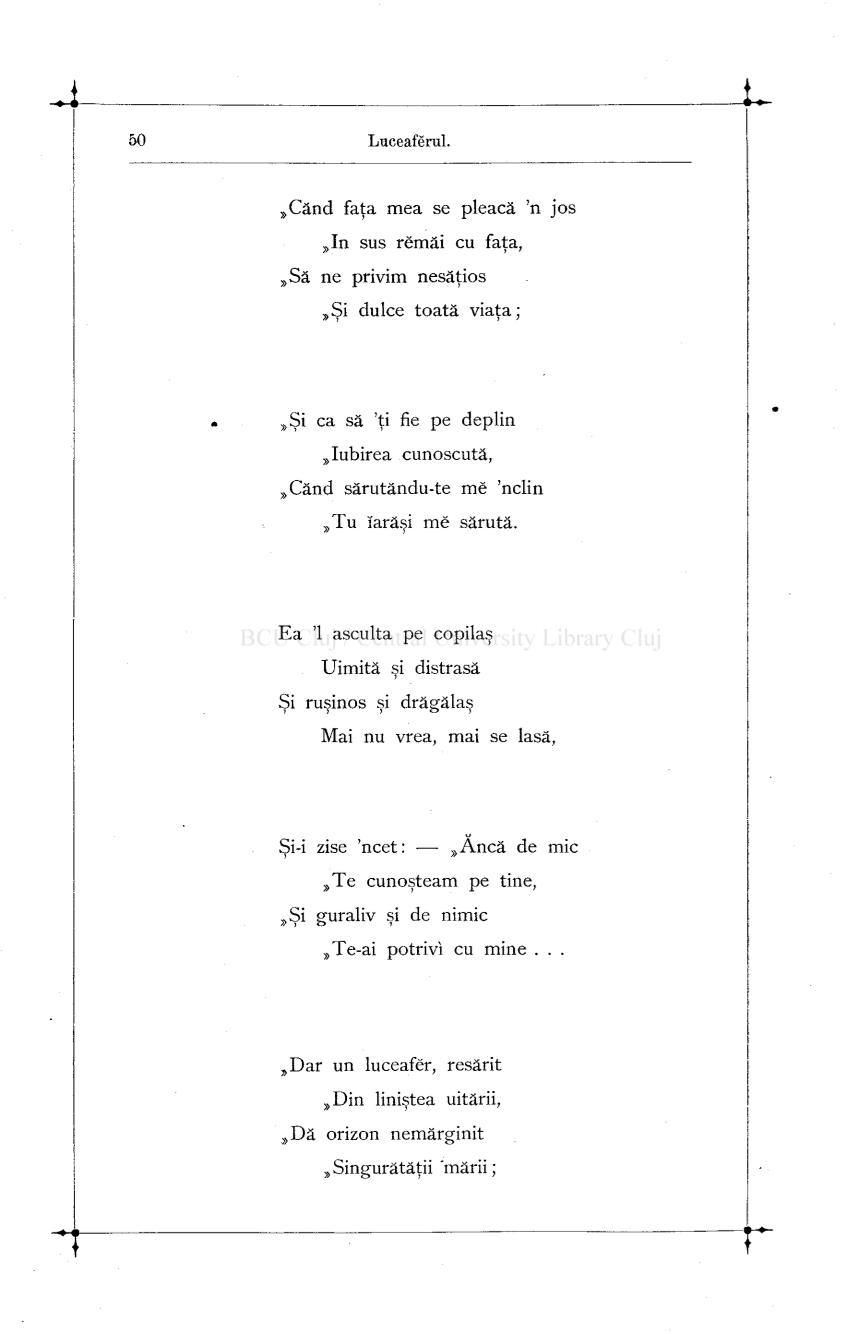 50
Luceafĕrul.
„Când fața mea se pleacă 'n jos
„In sus rĕmâi cu fața,
„Să ne privim nesățios
„Și dulce toată viața;
„Și ca să 'ți fie pe deplin
„Iubirea cunoscută,
„Când sărutându-te mĕ 'nclin
„Tu ĭarăși mĕ sărută.
BCU Cluj / Central University Library Cluj
Ea 'l asculta pe copilaș
Uimită și distrasă
Și rușinos și drăgălaș
Mai nu vrea, mai se lasă,
Și-i zise 'ncet: — „Ăncă de mic
„Te cunoșteam pe tine,
„Și guraliv și de nimic
„Te-ai potrivì cu mine . . .
„Dar un luceafĕr, resărit
„Din liniștea uitării,
„Dă orizon nemărginit
„Singurătății mării;